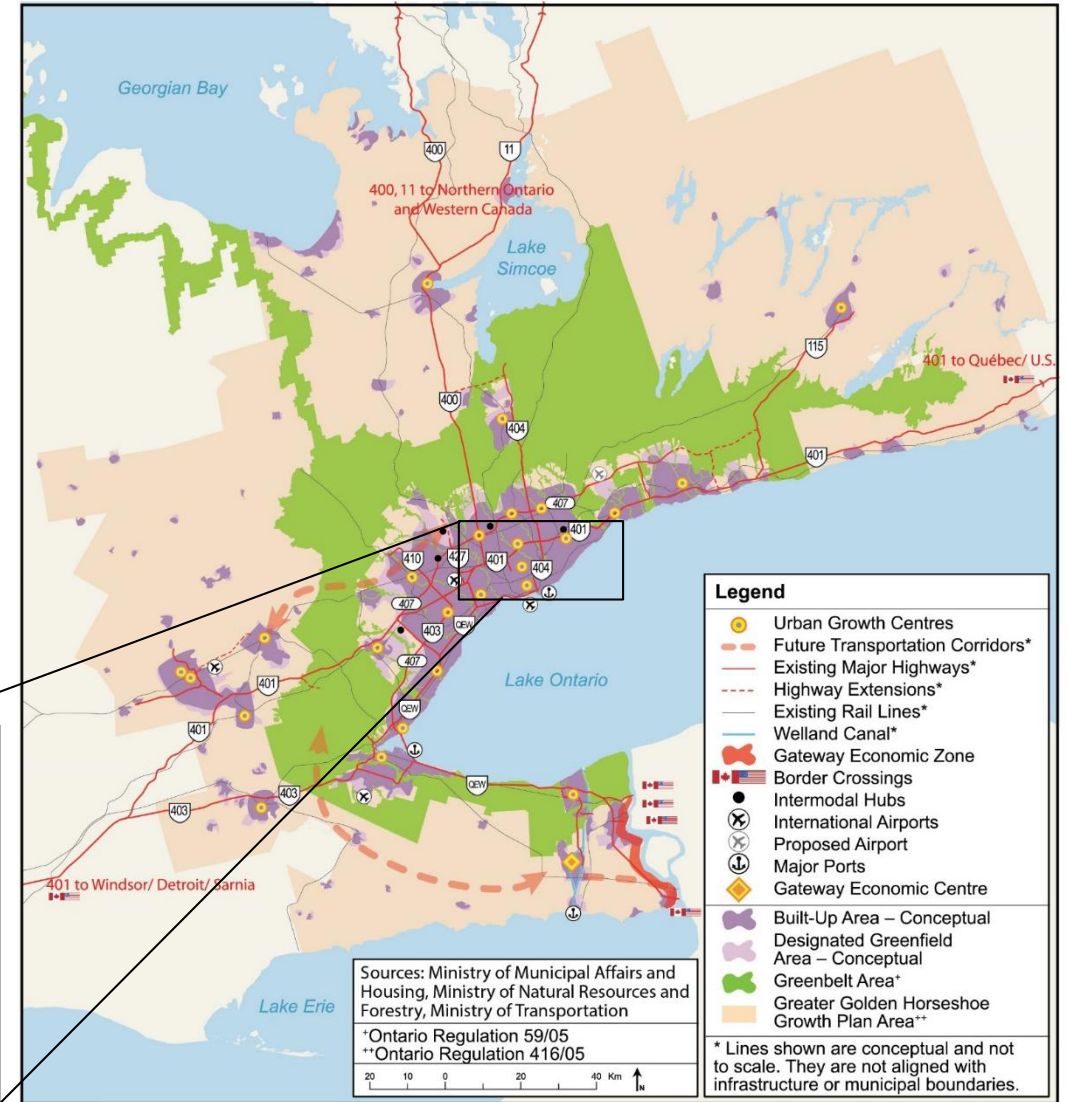 Georgian Bay
400
11
400, 11 to Northern Ontario
and Western Canada
Lake
Simcoe
115
401 to Québec/ U.S.
400
404
401
407
401
410
427
401
404
407
403
QEW
407
Lake Ontario
401
QEW
401
QEW
403
403
401 to Windsor/ Detroit/ Sarnia
Lake Erie
Legend
Urban Growth Centres
Future Transportation Corridors*
Existing Major Highways*
Highway Extensions*
Existing Rail Lines*
Welland Canal*
Gateway Economic Zone
Border Crossings
Intermodal Hubs
International Airports
Proposed Airport
Major Ports
Gateway Economic Centre
Built-Up Area – Conceptual
Designated Greenfield
Area – Conceptual
Greenbelt Area+
Greater Golden Horseshoe
Growth Plan Area++
* Lines shown are conceptual and not
to scale. They are not aligned with
infrastructure or municipal boundaries.
Sources: Ministry of Municipal Affairs and
Housing, Ministry of Natural Resources and
Forestry, Ministry of Transportation
+Ontario Regulation 59/05
++Ontario Regulation 416/05
20 10 0 20 40 Km
N